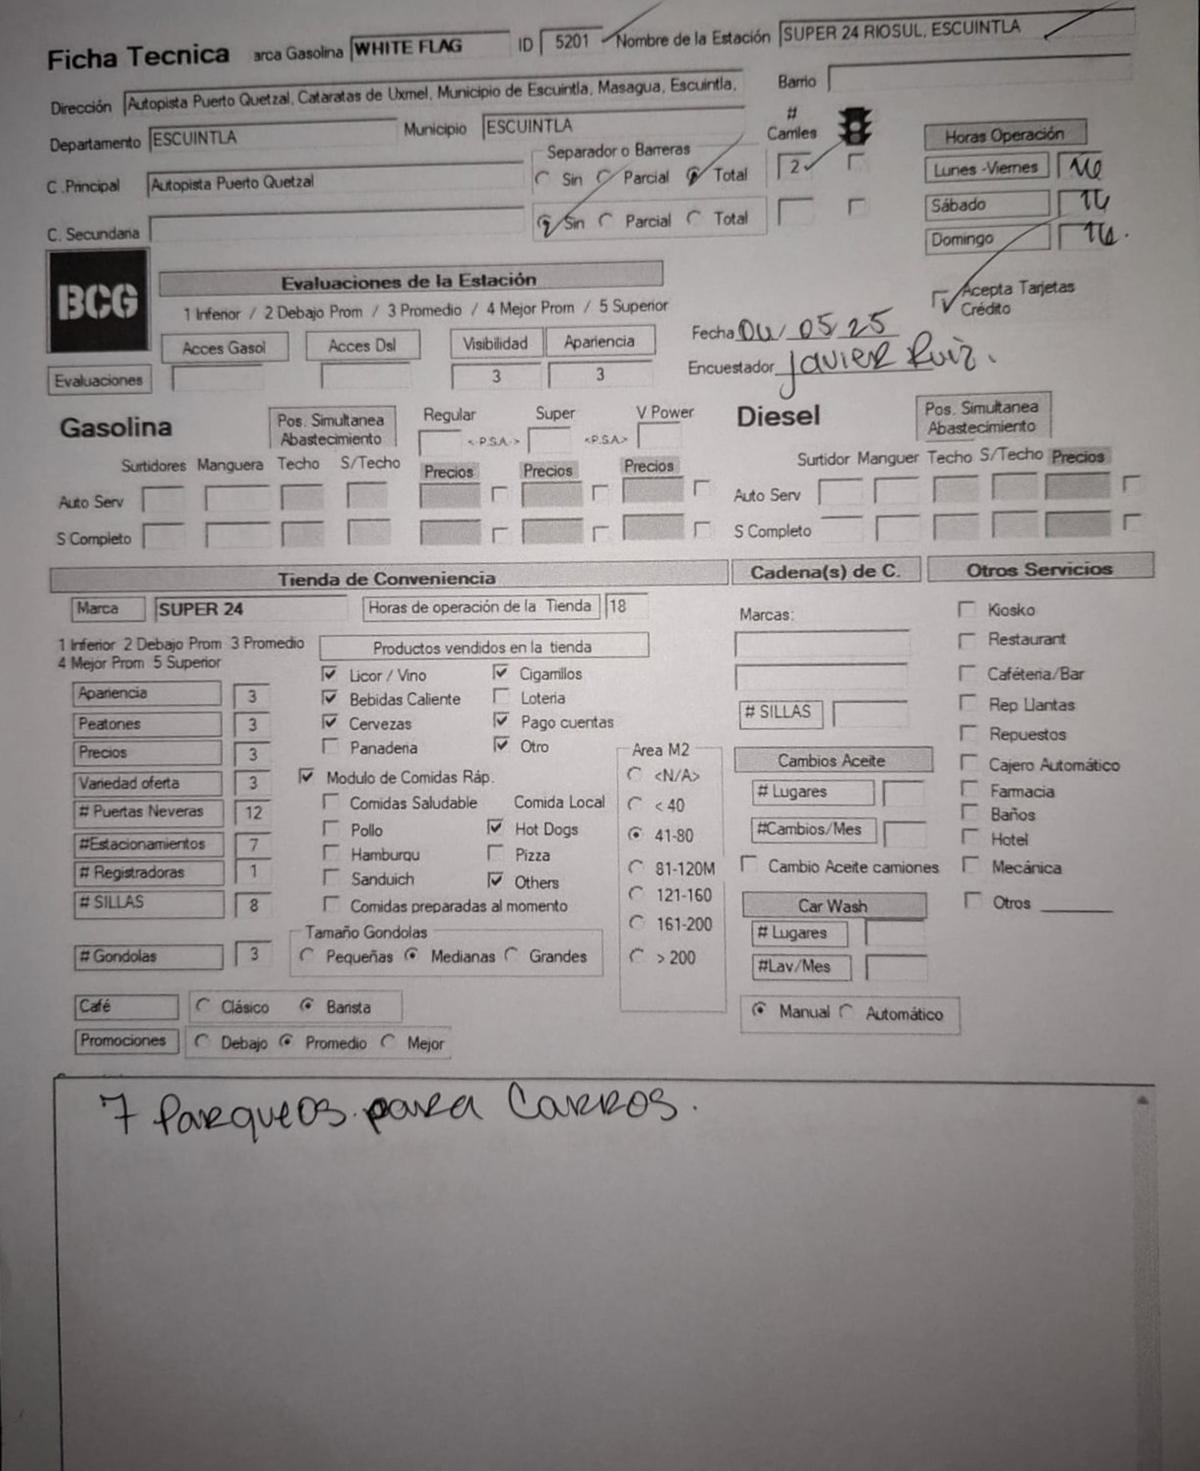 Ficha Tecnica arca Gasolina WHITE FLAG ID 5201 Nombre de la Estación SUPER 24 RIOSUL, ESCUINTLA
Dirección Autopista Puerto Quetzal, Cataratas de Uxmel, Municipio de Escuintla, Masagua, Escuintla, Barrio
Departamento ESCUINTLA Municipio ESCUINTLA # Carriles
Separador o Barreras
C .Principal Autopista Puerto Quetzal Sin Parcial Total 2
C. Secundaria Sin Parcial Total
Horas Operación
Lunes -Viernes 16
Sábado 16
Domingo 16.
Acepta Tarjetas
Crédito
BCG
Evaluaciones de la Estación
1 Inferior / 2 Debajo Prom / 3 Promedio / 4 Mejor Prom / 5 Superior
Acces Gasol Acces Dsl Visibilidad Apariencia
Evaluaciones 3 3
Fecha 04/05/25
Encuestador Javier Ruiz.
Gasolina Pos. Simultanea Abastecimiento Regular <-P.S.A.-> Super <P.S.A> V Power
Surtidores Manguera Techo S/Techo Precios Precios Precios
Auto Serv
S Completo
Diesel Pos. Simultanea Abastecimiento
Surtidor Manguer Techo S/Techo Precios
Auto Serv
S Completo
Tienda de Conveniencia
Marca SUPER 24 Horas de operación de la Tienda 18
1 Inferior 2 Debajo Prom 3 Promedio
4 Mejor Prom 5 Superior
Apariencia 3
Peatones 3
Precios 3
Variedad oferta 3
# Puertas Neveras 12
#Estacionamientos 7
# Registradoras 1
# SILLAS 8
# Gondolas 3
Productos vendidos en la tienda
Licor / Vino Cigarrillos
Bebidas Caliente Loteria
Cervezas Pago cuentas
Panaderia Otro
Modulo de Comidas Ráp.
Comidas Saludable Comida Local
Pollo Hot Dogs
Hamburqu Pizza
Sanduich Others
Comidas preparadas al momento
Tamaño Gondolas
Pequeñas Medianas Grandes
Area M2
<N/A>
< 40
41-80
81-120M
121-160
161-200
> 200
Café Clásico Barista
Promociones Debajo Promedio Mejor
Cadena(s) de C.
Marcas:
# SILLAS
Cambios Aceite
# Lugares
#Cambios/Mes
Cambio Aceite camiones
Car Wash
# Lugares
#Lav/Mes
Manual Automático
Otros Servicios
Kiosko
Restaurant
Caféteria/Bar
Rep Llantas
Repuestos
Cajero Automático
Farmacia
Baños
Hotel
Mecánica
Otros
7 Parqueos para Carros.